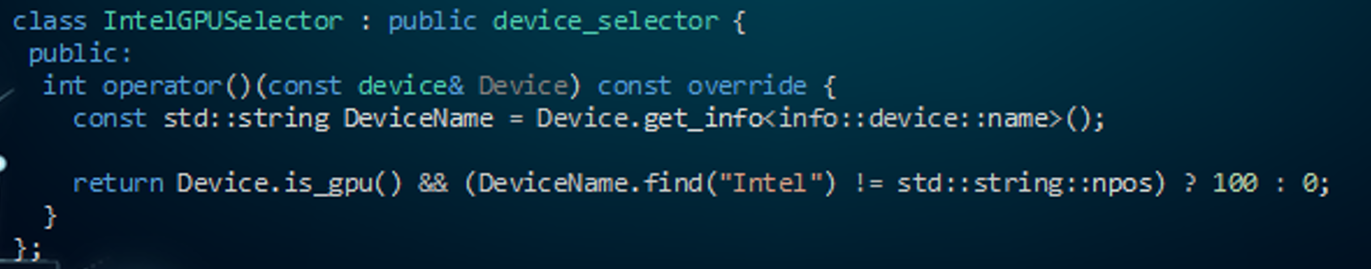 class IntelGPUSelector : public device_selector {
public:
int operator()(const device& Device) const override {
const std::string DeviceName = Device.get_info<info::device::name>();
return Device.is_gpu() && (DeviceName.find("Intel") != std::string::npos) ? 100 : 0;
}
};